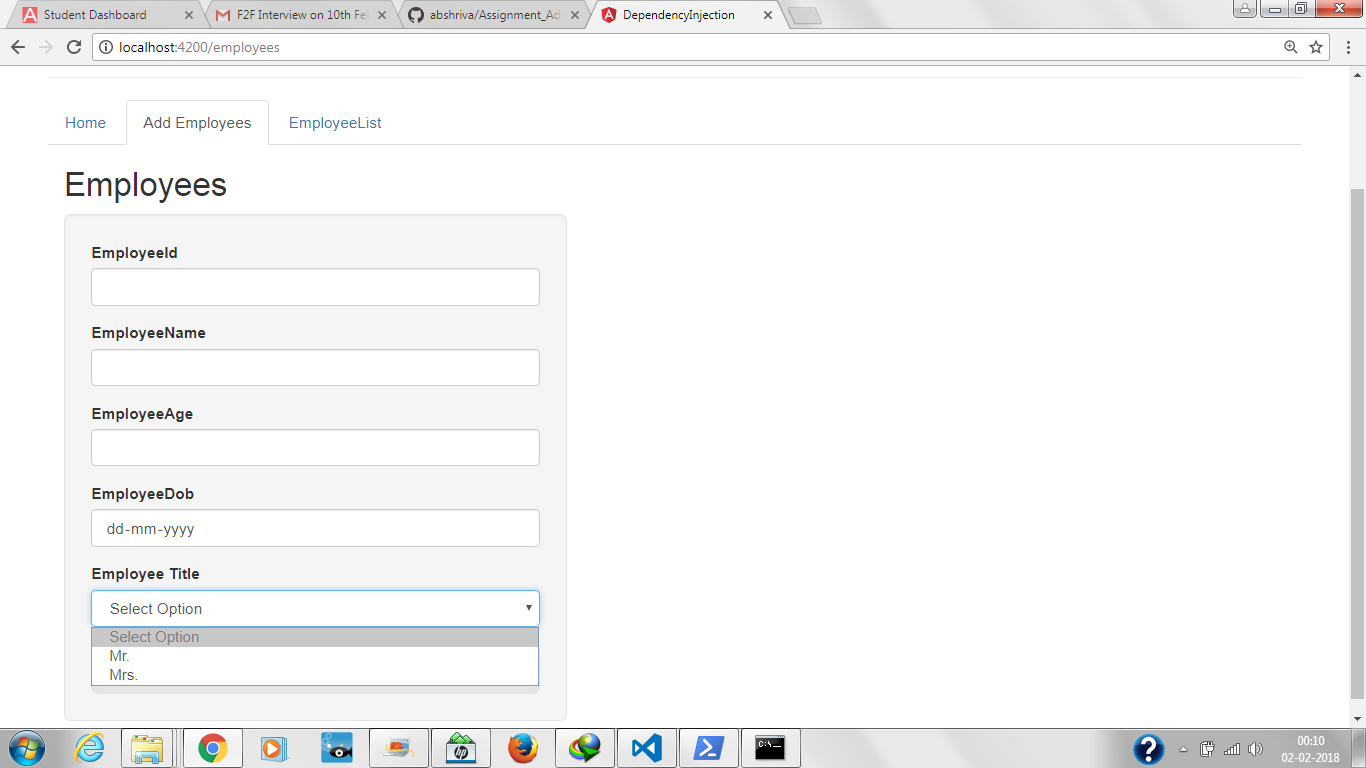 Student Dashboard
F2F Interview on 10th Fe
abshriva/Assignment_Ad
DependencyInjection
localhost:4200/employees
Home
Add Employees
EmployeeList
Employees
EmployeeId
EmployeeName
EmployeeAge
EmployeeDob
dd-mm-yyyy
Employee Title
Select Option
Select Option
Mr.
Mrs.
hp
C:\._
00:10
02-02-2018